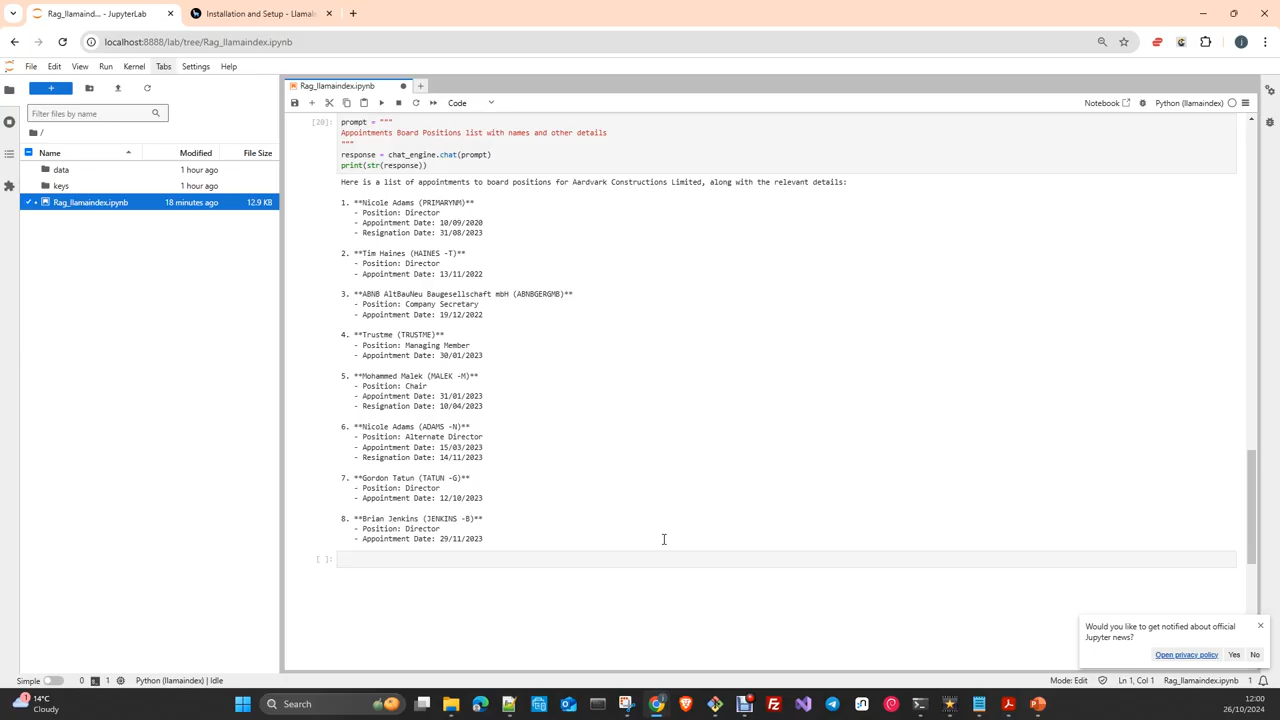 Rag_llamaind... - JupyterLab
Installation and Setup - Llamai
localhost:8888/lab/tree/Rag_llamaindex.ipynb
File Edit View Run Kernel Tabs Settings Help
Rag_llamaindex.ipynb
Filter files by name
Code
Notebook
Python (llamaindex)
/
Name Modified File Size
data 1 hour ago
keys 1 hour ago
Rag_llamaindex.ipynb 18 minutes ago 12.9 KB
[20]: prompt = """
Appointments Board Positions list with names and other details
"""
response = chat_engine.chat(prompt)
print(str(response))
Here is a list of appointments to board positions for Aardvark Constructions Limited, along with the relevant details:
1. **Nicole Adams (PRIMARYNM)**
- Position: Director
- Appointment Date: 10/09/2020
- Resignation Date: 31/08/2023
2. **Tim Haines (HAINES -T)**
- Position: Director
- Appointment Date: 13/11/2022
3. **ABNB AltBauNeu Baugesellschaft mbH (ABNBGERGMB)**
- Position: Company Secretary
- Appointment Date: 19/12/2022
4. **Trustme (TRUSTME)**
- Position: Managing Member
- Appointment Date: 30/01/2023
5. **Mohammed Malek (MALEK -M)**
- Position: Chair
- Appointment Date: 31/01/2023
- Resignation Date: 10/04/2023
6. **Nicole Adams (ADAMS -N)**
- Position: Alternate Director
- Appointment Date: 15/03/2023
- Resignation Date: 14/11/2023
7. **Gordon Tatun (TATUN -G)**
- Position: Director
- Appointment Date: 12/10/2023
8. **Brian Jenkins (JENKINS -B)**
- Position: Director
- Appointment Date: 29/11/2023
[ ]:
Would you like to get notified about official
Jupyter news?
Open privacy policy Yes No
Simple 0 1 Python (llamaindex) | Idle
Mode: Edit Ln 1, Col 1 Rag_llamaindex.ipynb 1
14°C
Cloudy
Search
12:00
26/10/2024